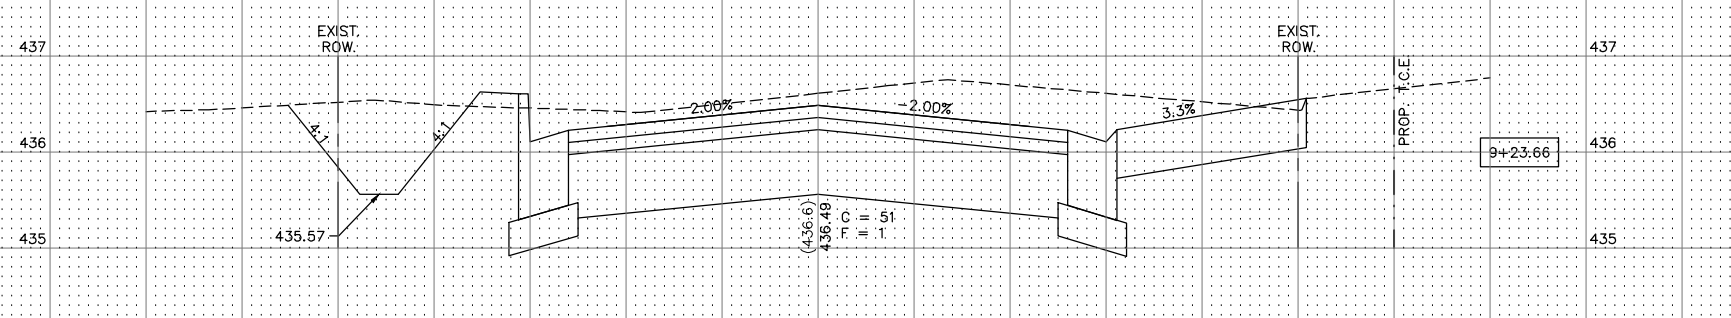 EXIST.
ROW.
EXIST.
ROW.
437
437
PROP. T.C.E
2.00%
-2.00%
3.3%
4:1
4:1
436
436
9+23.66
435.57
435
(436.6)
436.49
C = 51
F = 1
435